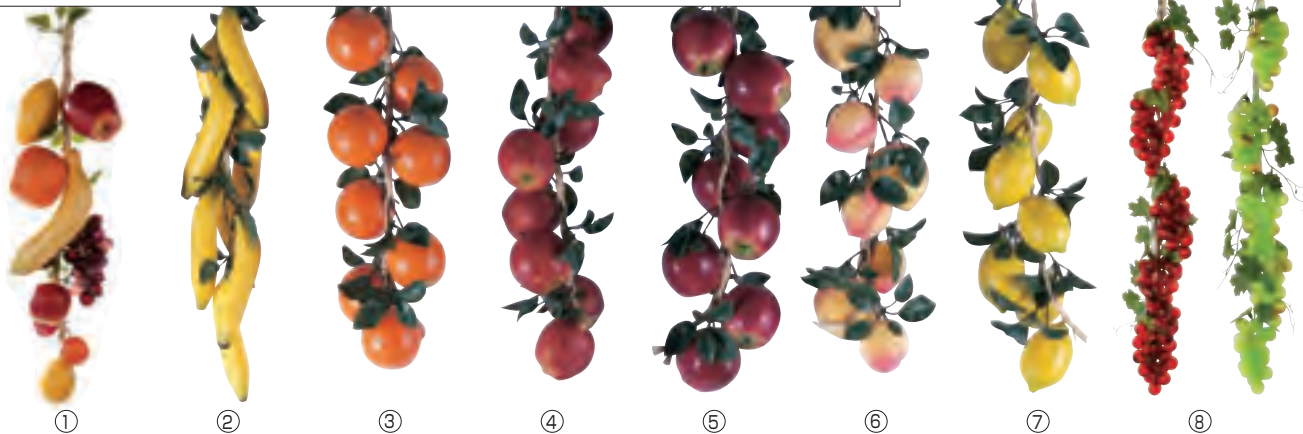 ① ② ③ ④ ⑤ ⑥ ⑦ ⑧